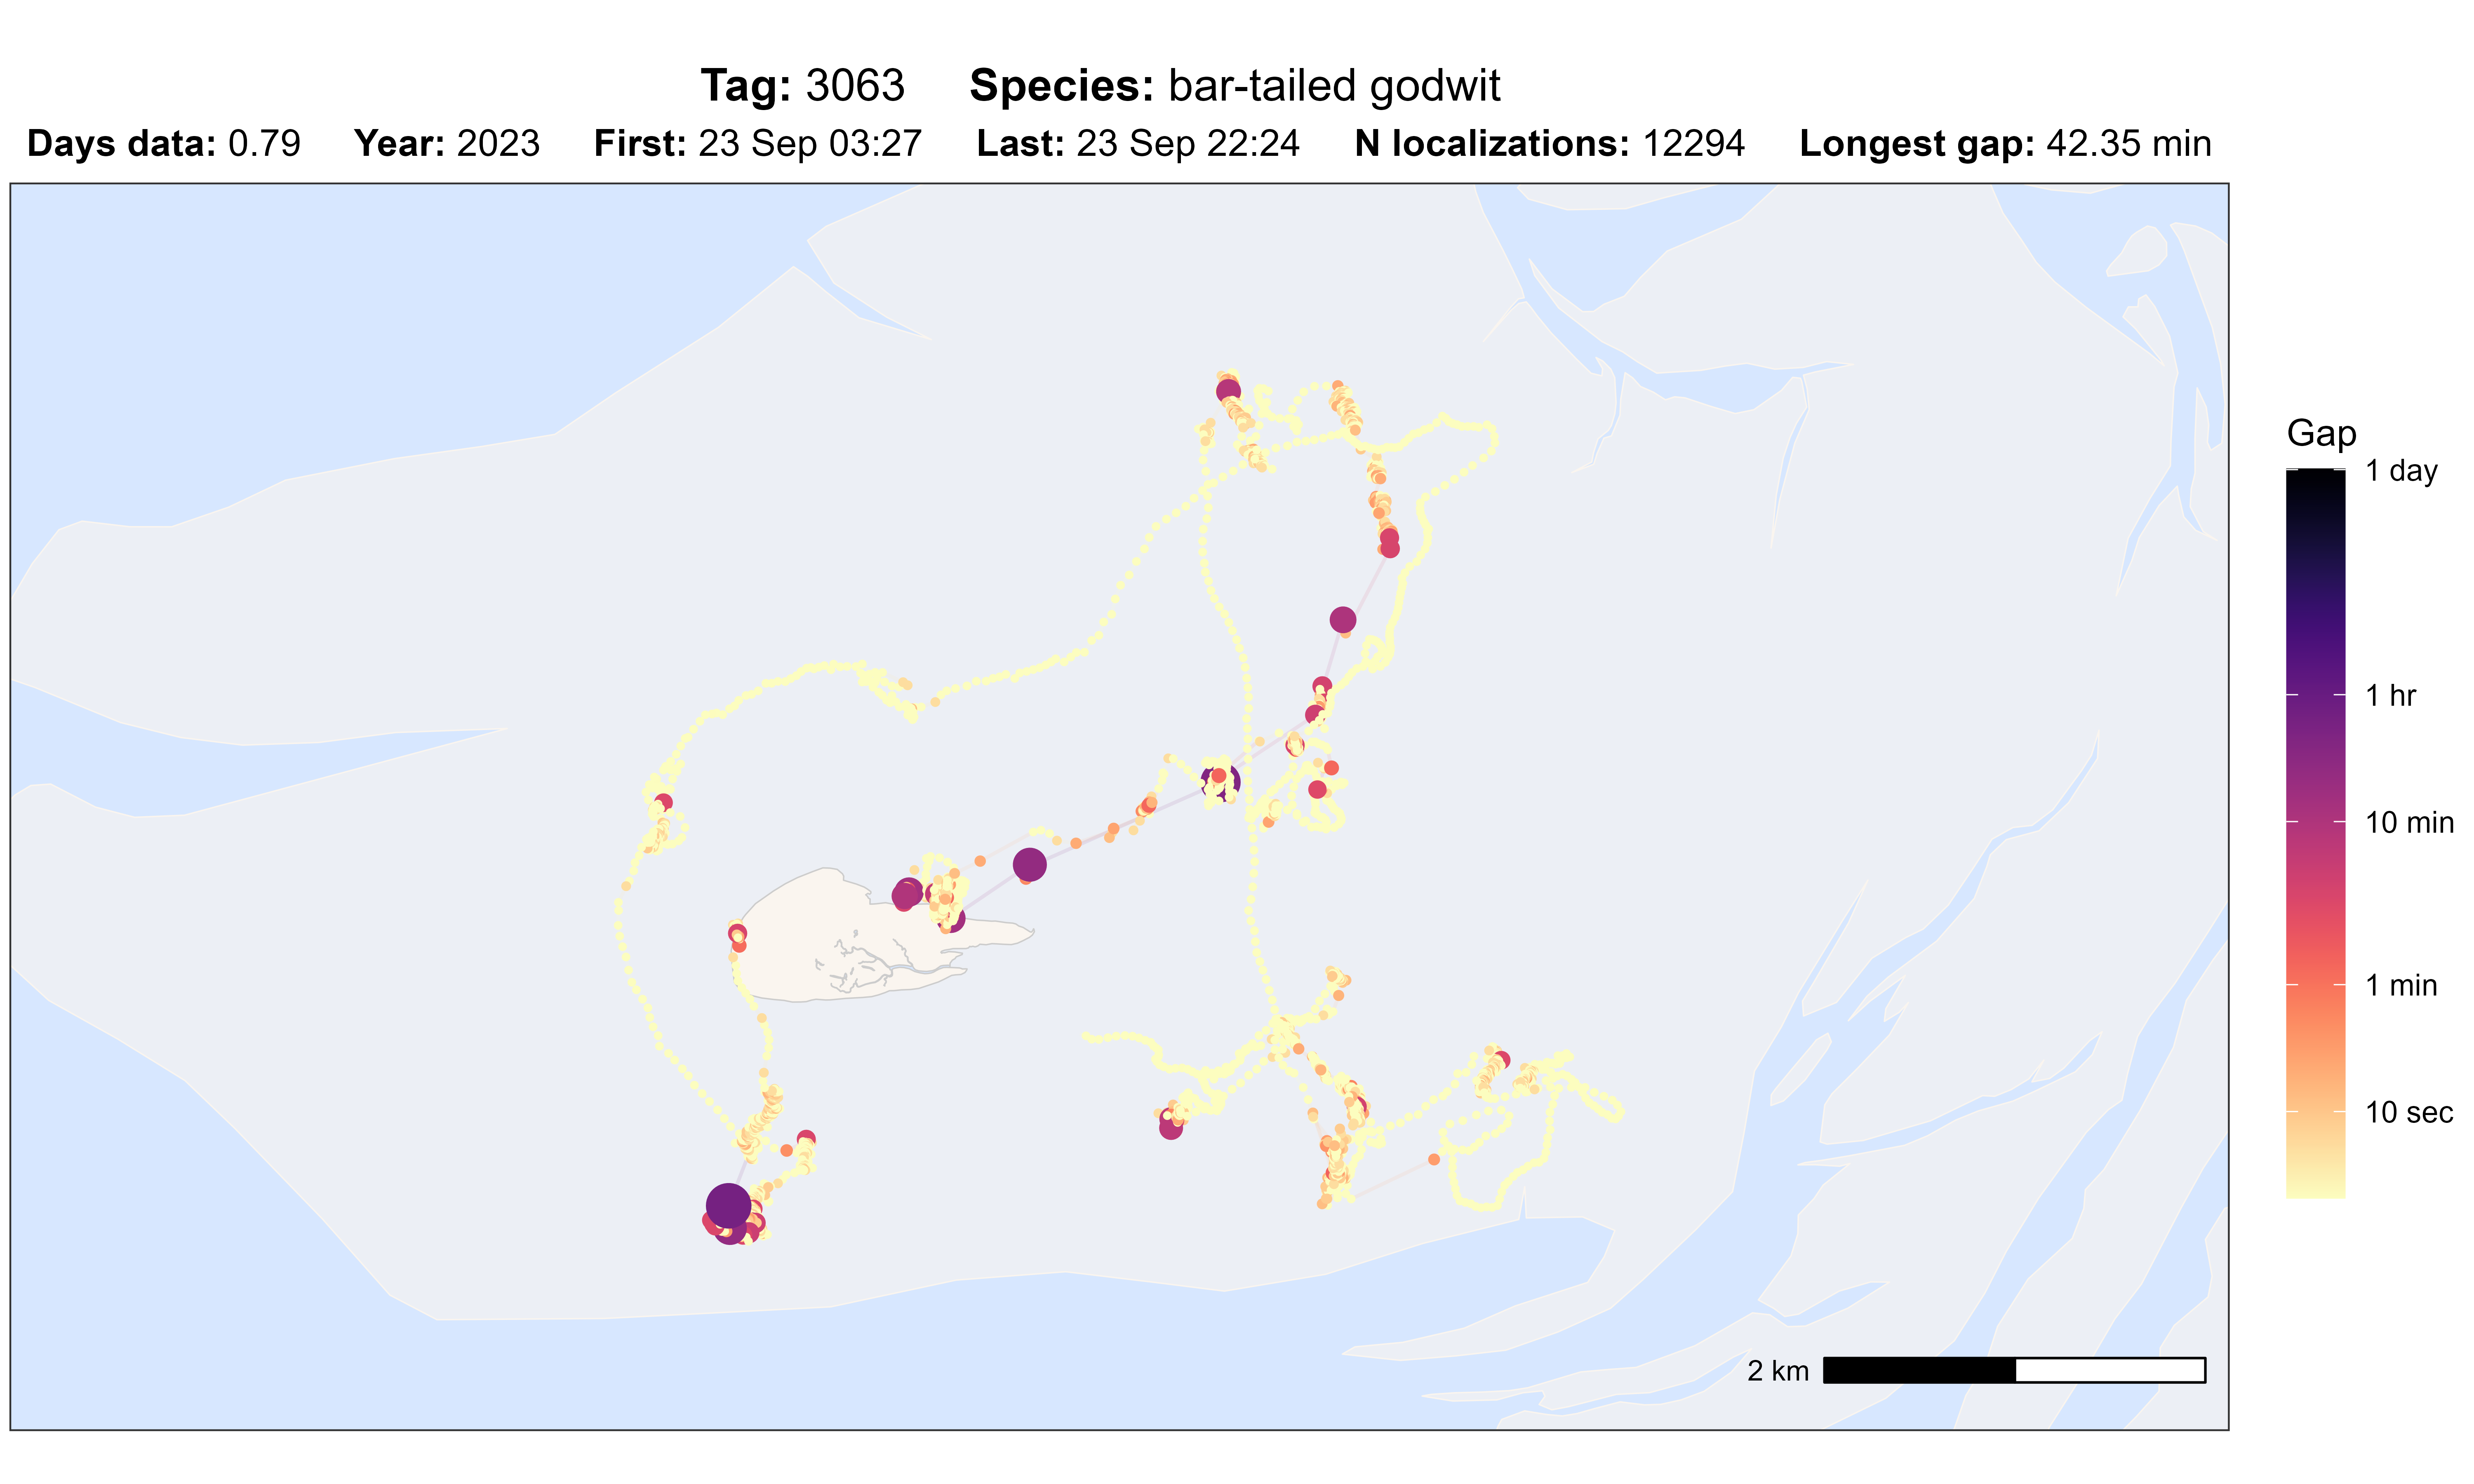 Tag: 3063 Species: bar-tailed godwit
Days data: 0.79 Year: 2023 First: 23 Sep 03:27 Last: 23 Sep 22:24 N localizations: 12294 Longest gap: 42.35 min
Gap
1 day
1 hr
10 min
1 min
10 sec
2 km